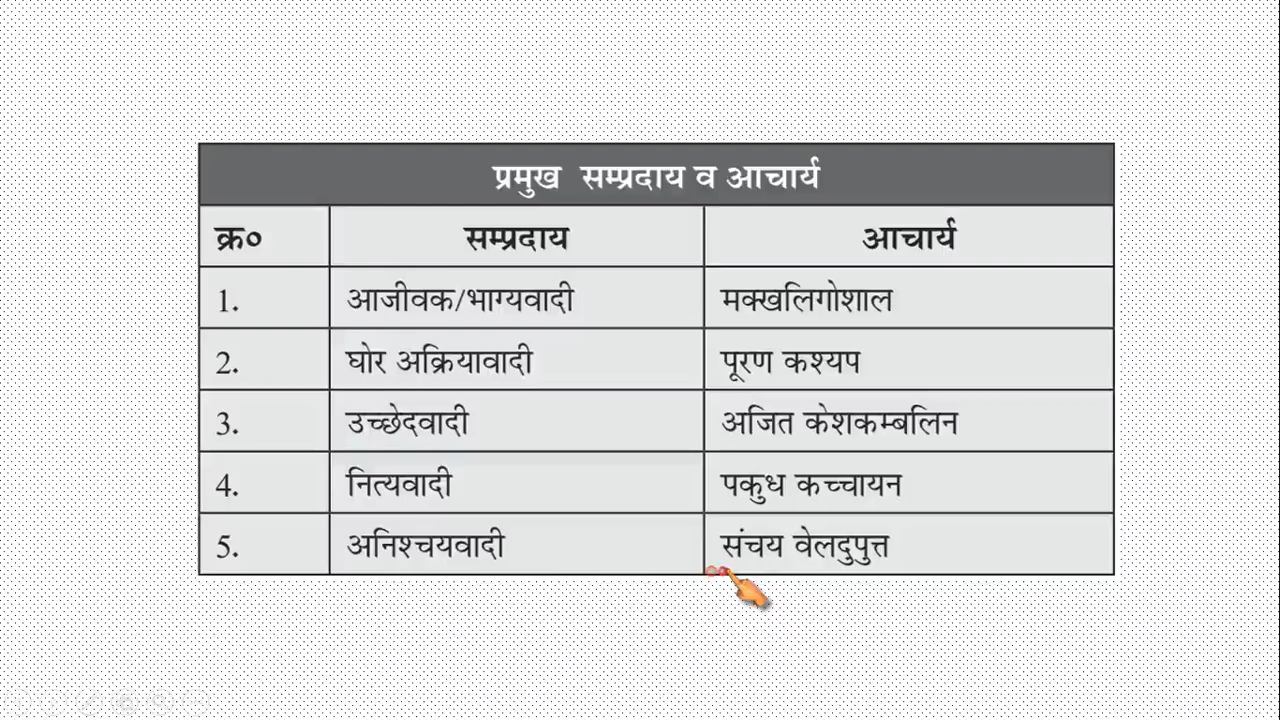 प्रमुख सम्प्रदाय व आचार्य
क्र० सम्प्रदाय आचार्य
1. आजीवक/भाग्यवादी मक्खलिगोशाल
2. घोर अक्रियावादी पूरण कश्यप
3. उच्छेदवादी अजित केशकम्बलिन
4. नित्यवादी पकुध कच्चायन
5. अनिश्चयवादी संचय वेलदुपुत्त